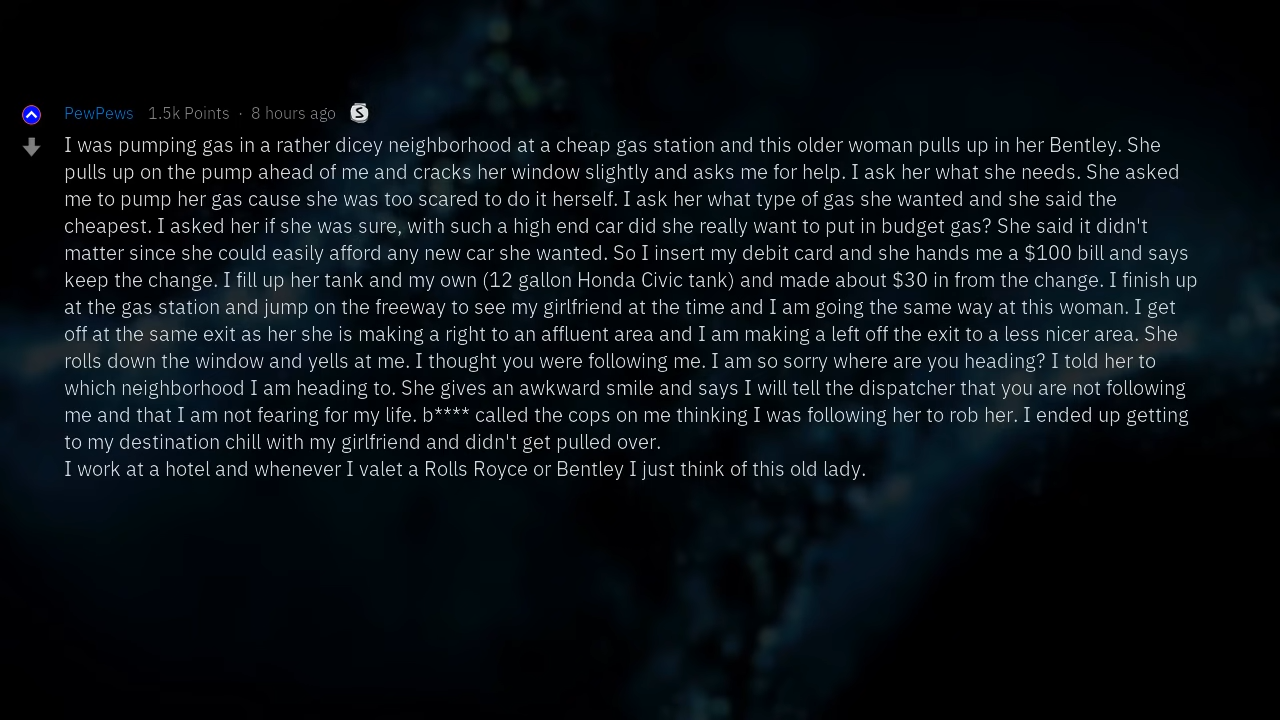 PewPews 1.5k Points · 8 hours ago S
I was pumping gas in a rather dicey neighborhood at a cheap gas station and this older woman pulls up in her Bentley. She
pulls up on the pump ahead of me and cracks her window slightly and asks me for help. I ask her what she needs. She asked
me to pump her gas cause she was too scared to do it herself. I ask her what type of gas she wanted and she said the
cheapest. I asked her if she was sure, with such a high end car did she really want to put in budget gas? She said it didn't
matter since she could easily afford any new car she wanted. So I insert my debit card and she hands me a $100 bill and says
keep the change. I fill up her tank and my own (12 gallon Honda Civic tank) and made about $30 in from the change. I finish up
at the gas station and jump on the freeway to see my girlfriend at the time and I am going the same way at this woman. I get
off at the same exit as her she is making a right to an affluent area and I am making a left off the exit to a less nicer area. She
rolls down the window and yells at me. I thought you were following me. I am so sorry where are you heading? I told her to
which neighborhood I am heading to. She gives an awkward smile and says I will tell the dispatcher that you are not following
me and that I am not fearing for my life. b**** called the cops on me thinking I was following her to rob her. I ended up getting
to my destination chill with my girlfriend and didn't get pulled over.
I work at a hotel and whenever I valet a Rolls Royce or Bentley I just think of this old lady.